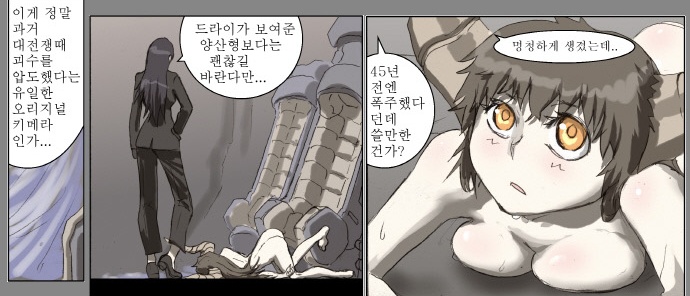 이게 정말
과거
대전쟁때
괴수를
압도했다는
유일한
오리지널
키메라
인가...
드라이가 보여준
양산형보다는
괜찮길
바란다만...
멍청하게 생겼는데..
45년
전엔
폭주했다
던데
쓸만한
건가?